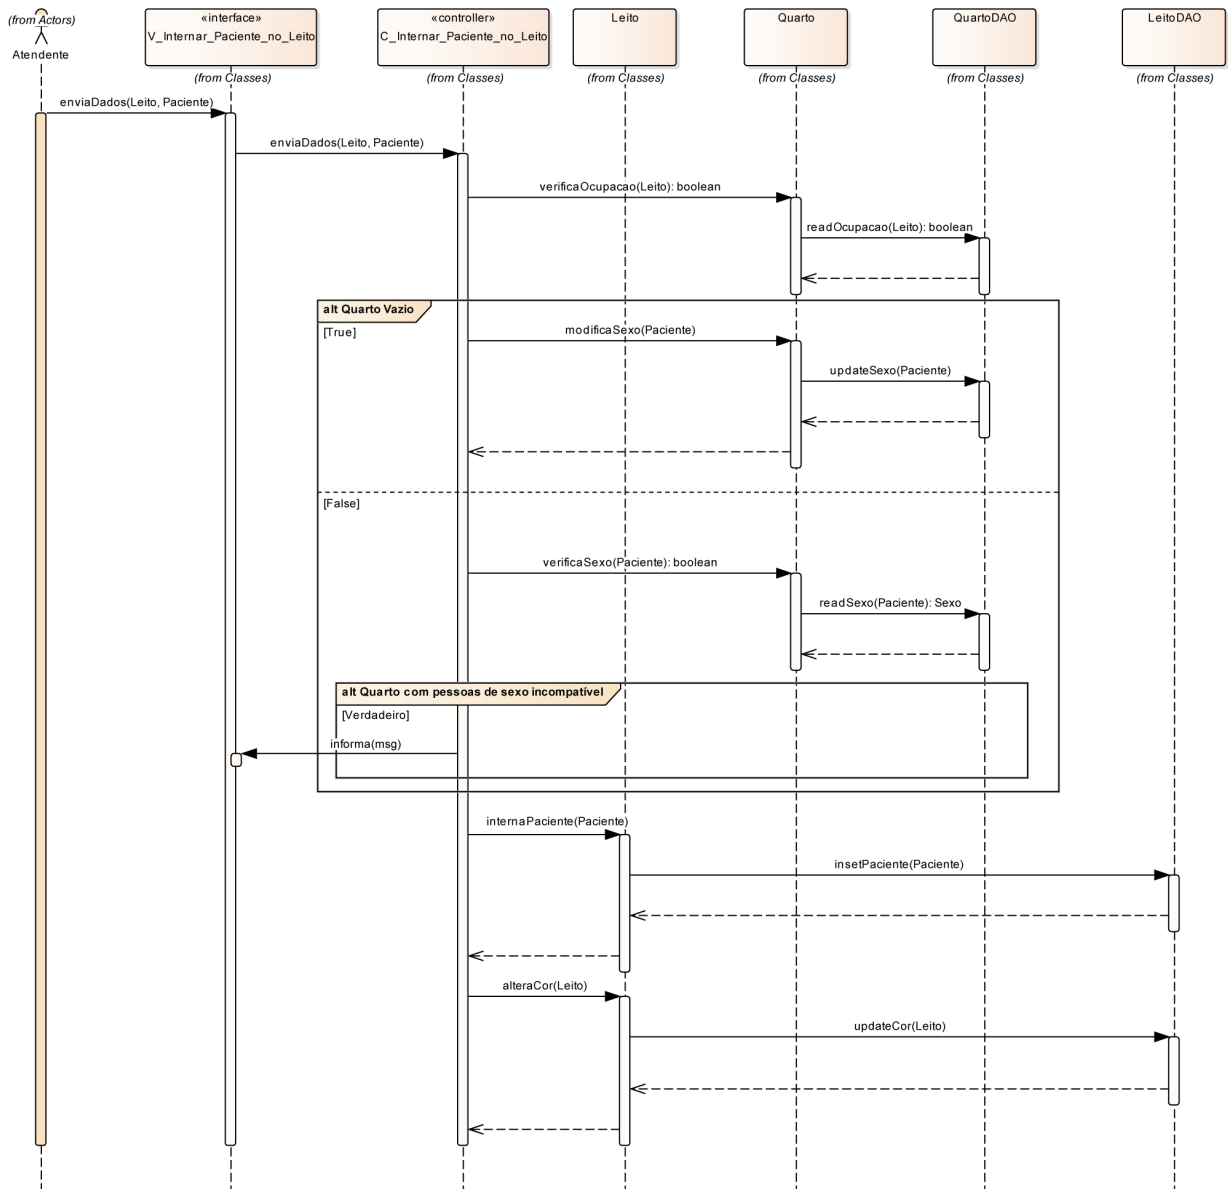 (from Actors)
Atendente
«interface»
V_Internar_Paciente_no_Leito
(from Classes)
«controller»
C_Internar_Paciente_no_Leito
(from Classes)
Leito
(from Classes)
Quarto
(from Classes)
QuartoDAO
(from Classes)
LeitoDAO
(from Classes)
enviaDados(Leito, Paciente)
enviaDados(Leito, Paciente)
verificaOcupacao(Leito): boolean
readOcupacao(Leito): boolean
alt Quarto Vazio
[True]
modificaSexo(Paciente)
updateSexo(Paciente)
[False]
verificaSexo(Paciente): boolean
readSexo(Paciente): Sexo
alt Quarto com pessoas de sexo incompatível
[Verdadeiro]
informa(msg)
internaPaciente(Paciente)
insetPaciente(Paciente)
alteraCor(Leito)
updateCor(Leito)